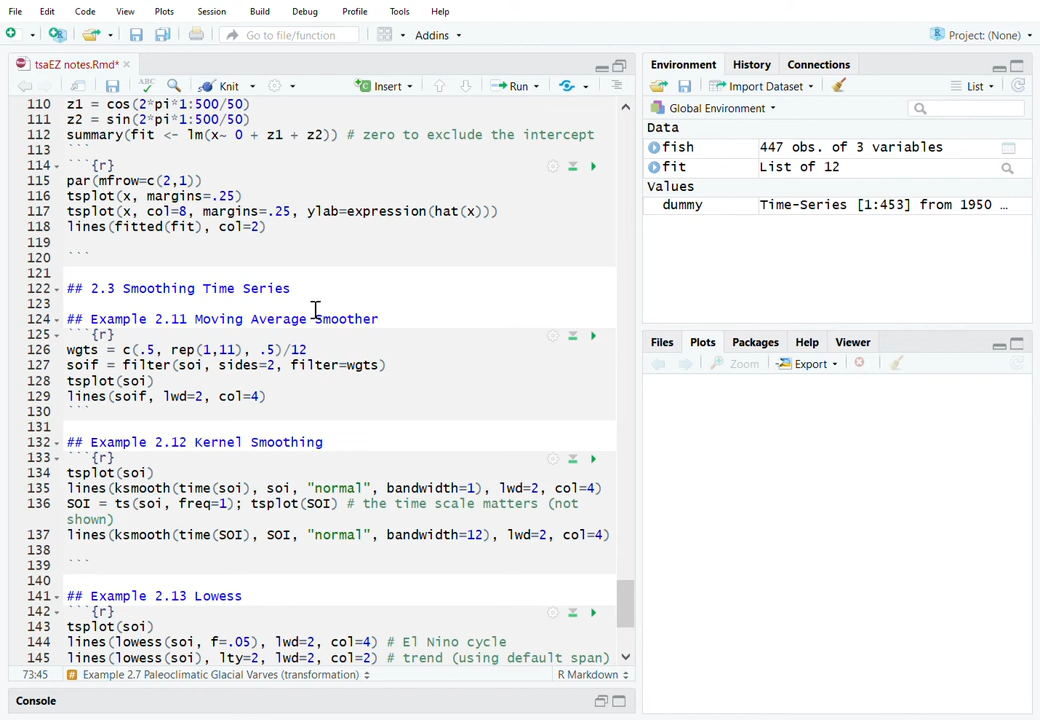 File Edit Code View Plots Session Build Debug Profile Tools Help
Go to file/function Addins Project: (None)
tsaEZ notes.Rmd*
ABC Knit Insert Run
110 z1 = cos(2*pi*1:500/50)
111 z2 = sin(2*pi*1:500/50)
112 summary(fit <- lm(x~ 0 + z1 + z2)) # zero to exclude the intercept
113 ```
114 ```{r}
115 par(mfrow=c(2,1))
116 tsplot(x, margins=.25)
117 tsplot(x, col=8, margins=.25, ylab=expression(hat(x)))
118 lines(fitted(fit), col=2)
119
120 ```
121
122 ## 2.3 Smoothing Time Series
123
124 ## Example 2.11 Moving Average Smoother
125 ```{r}
126 wgts = c(.5, rep(1,11), .5)/12
127 soif = filter(soi, sides=2, filter=wgts)
128 tsplot(soi)
129 lines(soif, lwd=2, col=4)
130 ```
131
132 ## Example 2.12 Kernel Smoothing
133 ```{r}
134 tsplot(soi)
135 lines(ksmooth(time(soi), soi, "normal", bandwidth=1), lwd=2, col=4)
136 SOI = ts(soi, freq=1); tsplot(SOI) # the time scale matters (not
shown)
137 lines(ksmooth(time(SOI), SOI, "normal", bandwidth=12), lwd=2, col=4)
138
139 ```
140
141 ## Example 2.13 Lowess
142 ```{r}
143 tsplot(soi)
144 lines(lowess(soi, f=.05), lwd=2, col=4) # El Nino cycle
145 lines(lowess(soi), lty=2, lwd=2, col=2) # trend (using default span)
73:45 # Example 2.7 Paleoclimatic Glacial Varves (transformation) R Markdown
Console
Environment History Connections
Import Dataset List
Global Environment
Data
fish 447 obs. of 3 variables
fit List of 12
Values
dummy Time-Series [1:453] from 1950 …
Files Plots Packages Help Viewer
Zoom Export